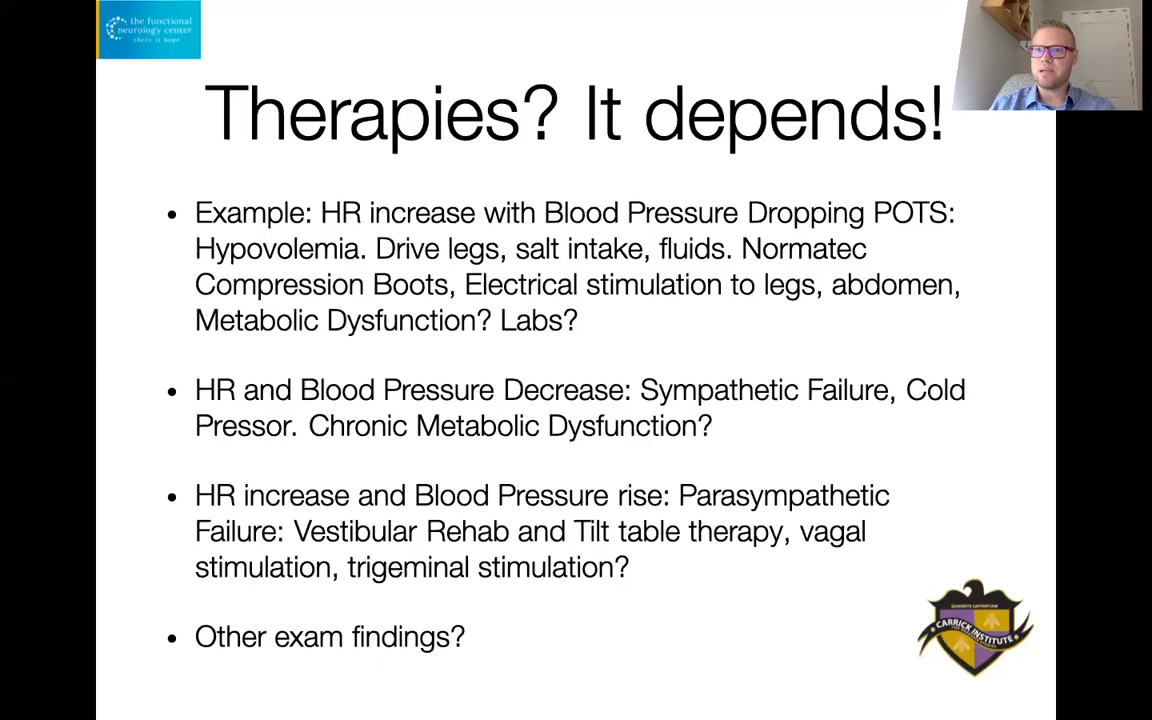 the functional
neurology center
there is hope
Therapies? It depends!
• Example: HR increase with Blood Pressure Dropping POTS:
Hypovolemia. Drive legs, salt intake, fluids. Normatec
Compression Boots, Electrical stimulation to legs, abdomen,
Metabolic Dysfunction? Labs?
• HR and Blood Pressure Decrease: Sympathetic Failure, Cold
Pressor. Chronic Metabolic Dysfunction?
• HR increase and Blood Pressure rise: Parasympathetic
Failure: Vestibular Rehab and Tilt table therapy, vagal
stimulation, trigeminal stimulation?
• Other exam findings?
CARRICK INSTITUTE